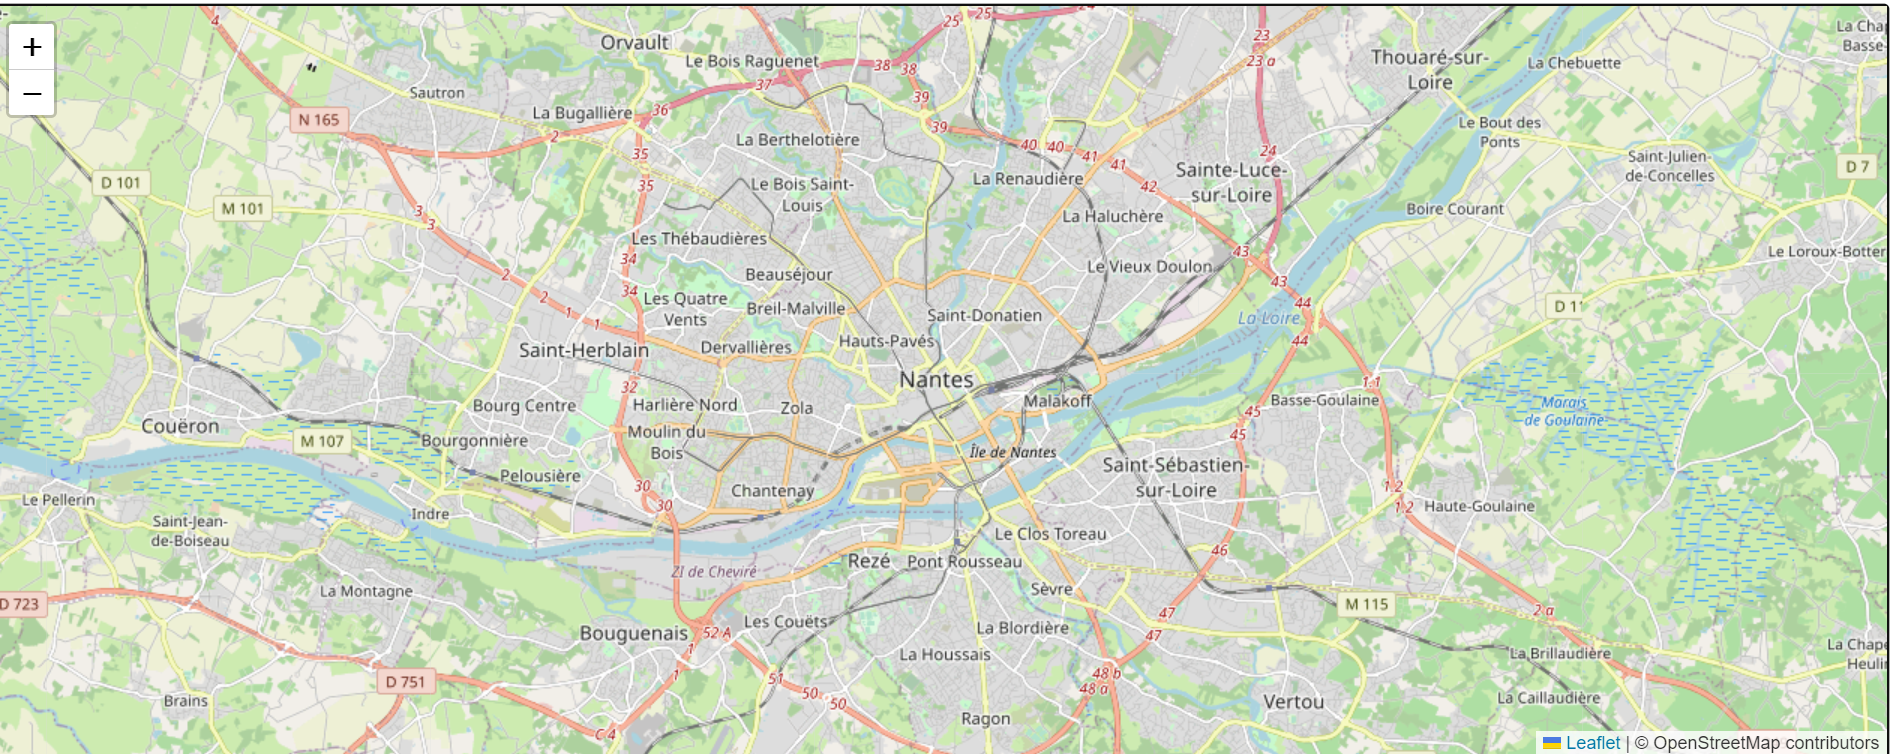 +
−
4
25
25
24
23
23 a
Orvault
Le Bois Raguenet
38
38
37
39
39
36
Thouaré-sur-
Loire
La Chebuette
La Chap
Basse-
Sautron
La Bugallière
N 165
2
La Berthelotière
35
35
40
40
41
41
42
24
Le Bout des
Ponts
Saint-Julien-
de-Concelles
D 7
D 101
M 101
3
3
Le Bois Saint-
Louis
La Renaudière
Sainte-Luce-
sur-Loire
La Haluchère
Boire Courant
Les Thébaudières
34
34
Beauséjour
Le Vieux Doulon
43
43
44
44
Le Loroux-Botter
2
2
1
1
Les Quatre
Vents
Breil-Malville
Saint-Donatien
La Loire
D 11
Saint-Herblain
Dervallières
Hauts-Pavés
32
Nantes
Malakoff
1.1
Basse-Goulaine
Marais
de Goulaine
Bourg Centre
Harlière Nord
Zola
45
45
Couëron
M 107
Bourgonnière
Moulin du
Bois
Île de Nantes
Pelousière
Saint-Sébastien-
sur-Loire
Le Pellerin
Chantenay
30
30
1.2
1.2
Haute-Goulaine
Indre
Saint-Jean-
de-Boiseau
Le Clos Toreau
46
Rezé
Pont Rousseau
ZI de Cheviré
La Montagne
Sèvre
D 723
M 115
2 a
47
47
Bouguenais
52 A
1
Les Couëts
La Blordière
La Houssais
La Brillaudière
La Chape
Heulin
D 751
51
50
50
48 b
48 a
Brains
Vertou
La Caillaudière
Ragon
C 4
Leaflet | © OpenStreetMap contributors